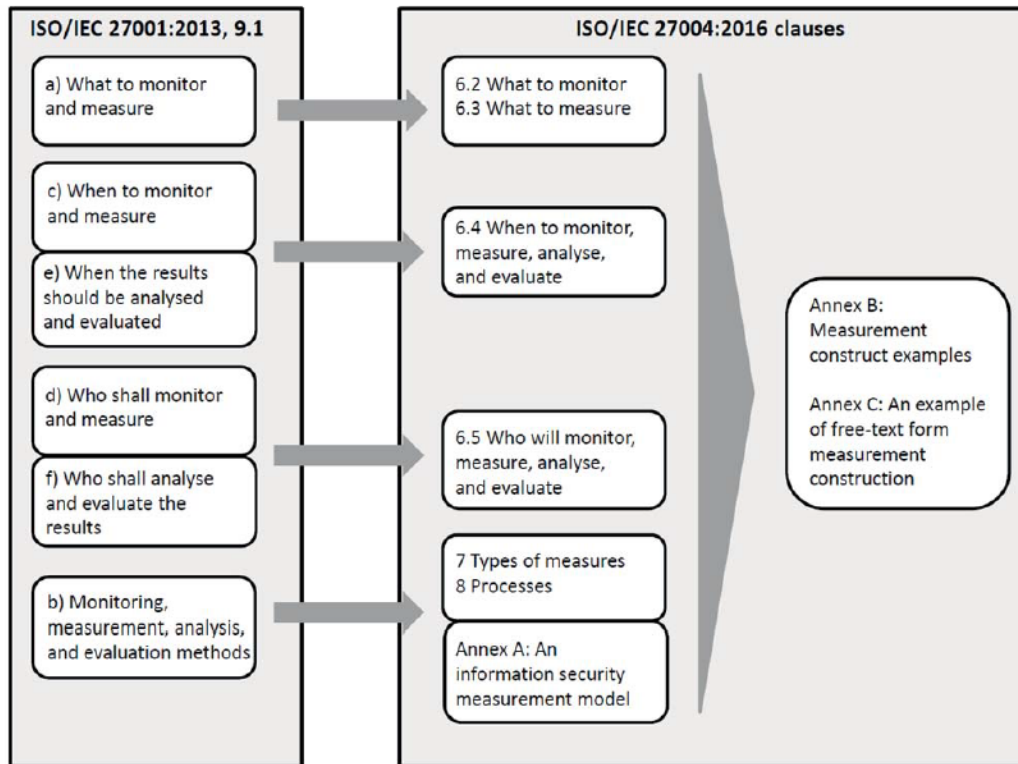 ISO/IEC 27001:2013, 9.1
a) What to monitor
and measure
c) When to monitor
and measure
e) When the results
should be analysed
and evaluated
d) Who shall monitor
and measure
f) Who shall analyse
and evaluate the
results
b) Monitoring,
measurement, analysis,
and evaluation methods
ISO/IEC 27004:2016 clauses
6.2 What to monitor
6.3 What to measure
6.4 When to monitor,
measure, analyse,
and evaluate
6.5 Who will monitor,
measure, analyse,
and evaluate
7 Types of measures
8 Processes
Annex A: An
information security
measurement model
Annex B:
Measurement
construct examples
Annex C: An example
of free-text form
measurement
construction